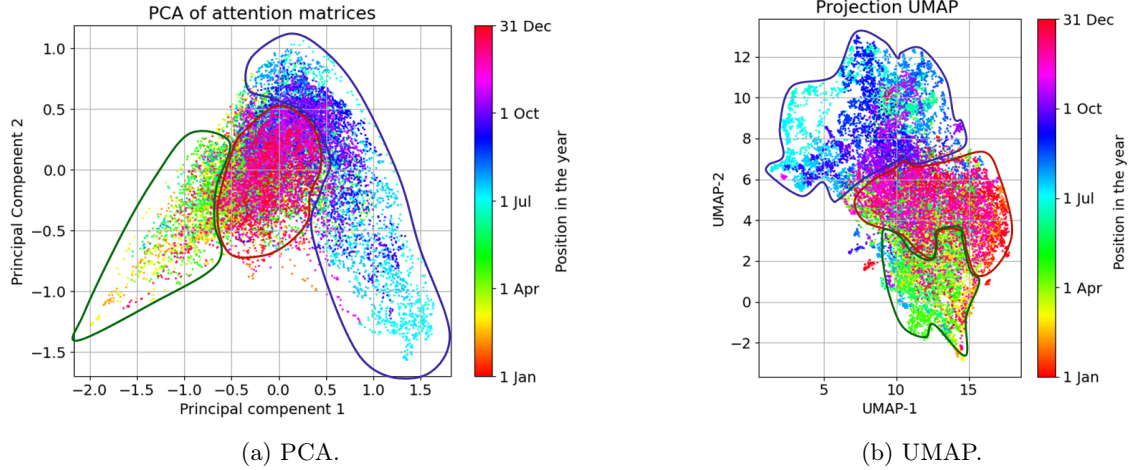 PCA of attention matrices
1.0
0.5
0.0
−0.5
−1.0
−1.5
Principal Compenent 2
−2.0 −1.5 −1.0 −0.5 0.0 0.5 1.0 1.5
Principal compenent 1
31 Dec
1 Oct
1 Jul
1 Apr
1 Jan
Position in the year
(a) PCA.
Projection UMAP
12
10
8
6
4
2
0
−2
UMAP-2
5 10 15
UMAP-1
31 Dec
1 Oct
1 Jul
1 Apr
1 Jan
Position in the year
(b) UMAP.